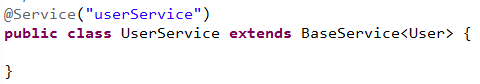 @Service("userService")
public class UserService extends BaseService<User> {
}